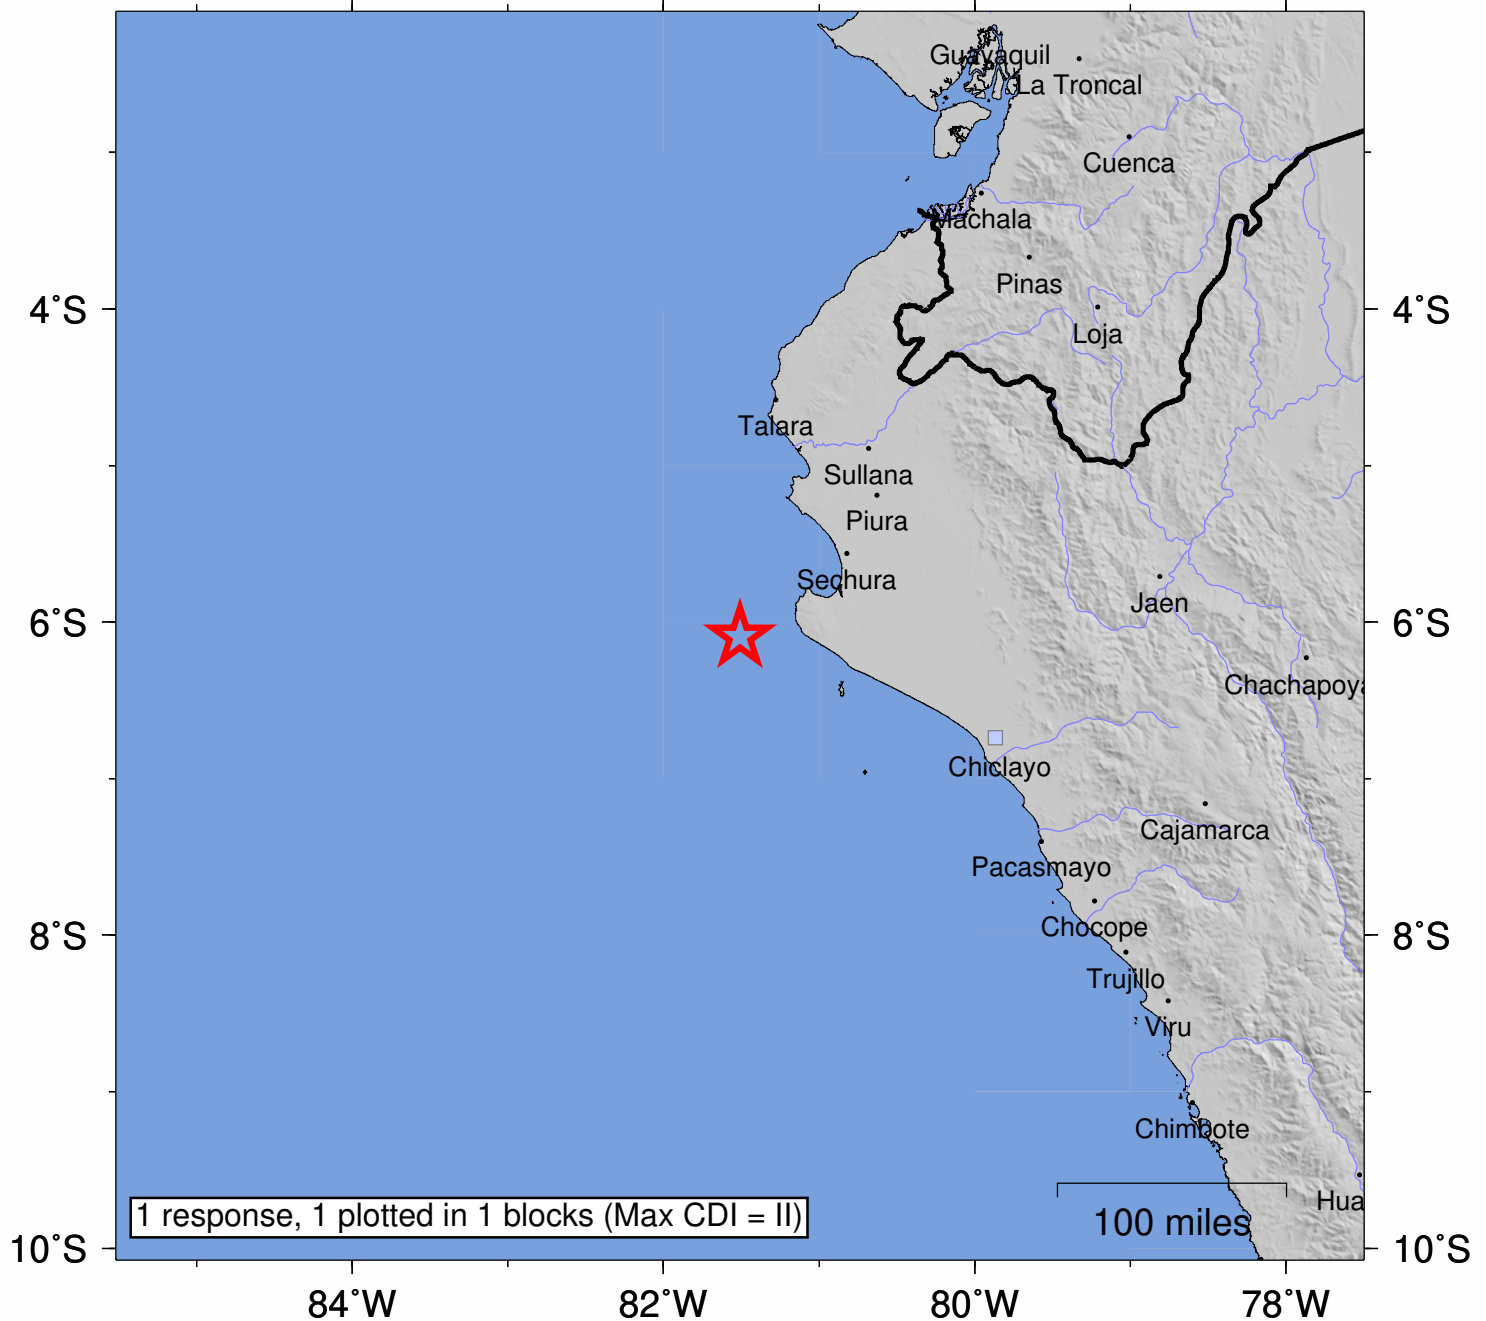 Guayaquil
La Troncal
Cuenca
Machala
Pinas
4°S
4°S
Loja
Talara
Sullana
Piura
Sechura
Jaen
6°S
6°S
Chachapoya
Chiclayo
Cajamarca
Pacasmayo
Chocope
8°S
8°S
Trujillo
Viru
Chimbote
Hua
1 response, 1 plotted in 1 blocks (Max CDI = II)
100 miles
10°S
10°S
84°W
82°W
80°W
78°W